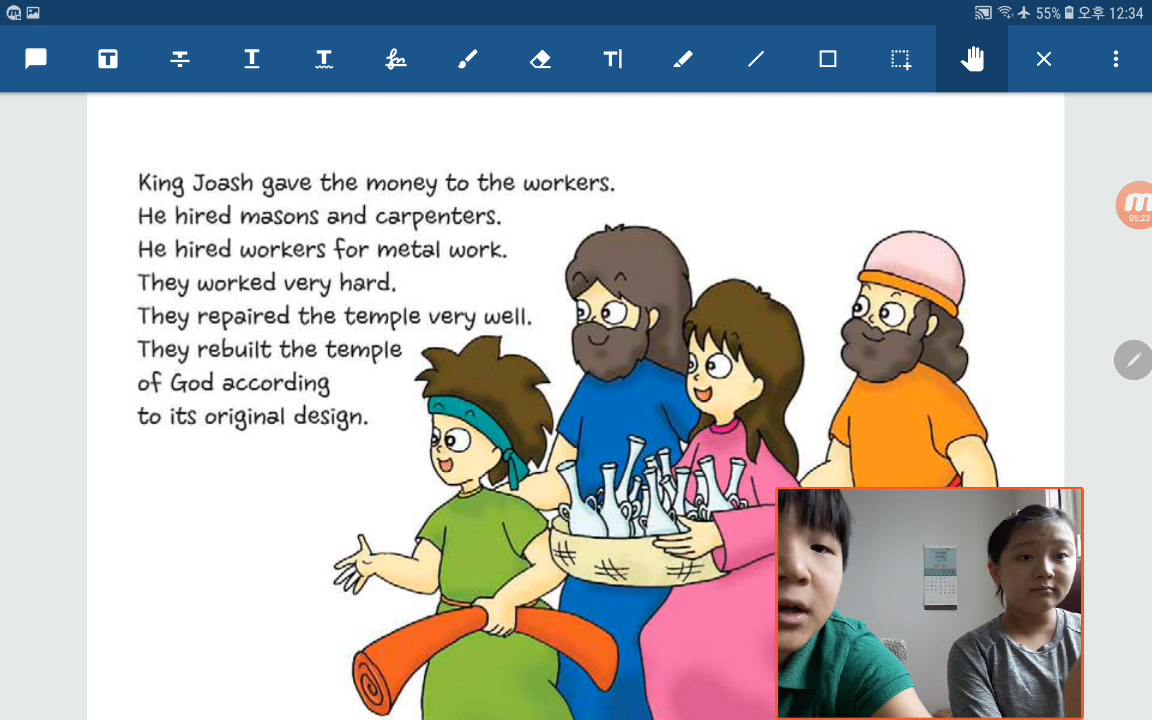 55% 오후 12:34
T T T T T
King Joash gave the money to the workers.
He hired masons and carpenters.
He hired workers for metal work.
They worked very hard.
They repaired the temple very well.
They rebuilt the temple
of God according
to its original design.
m
05:23